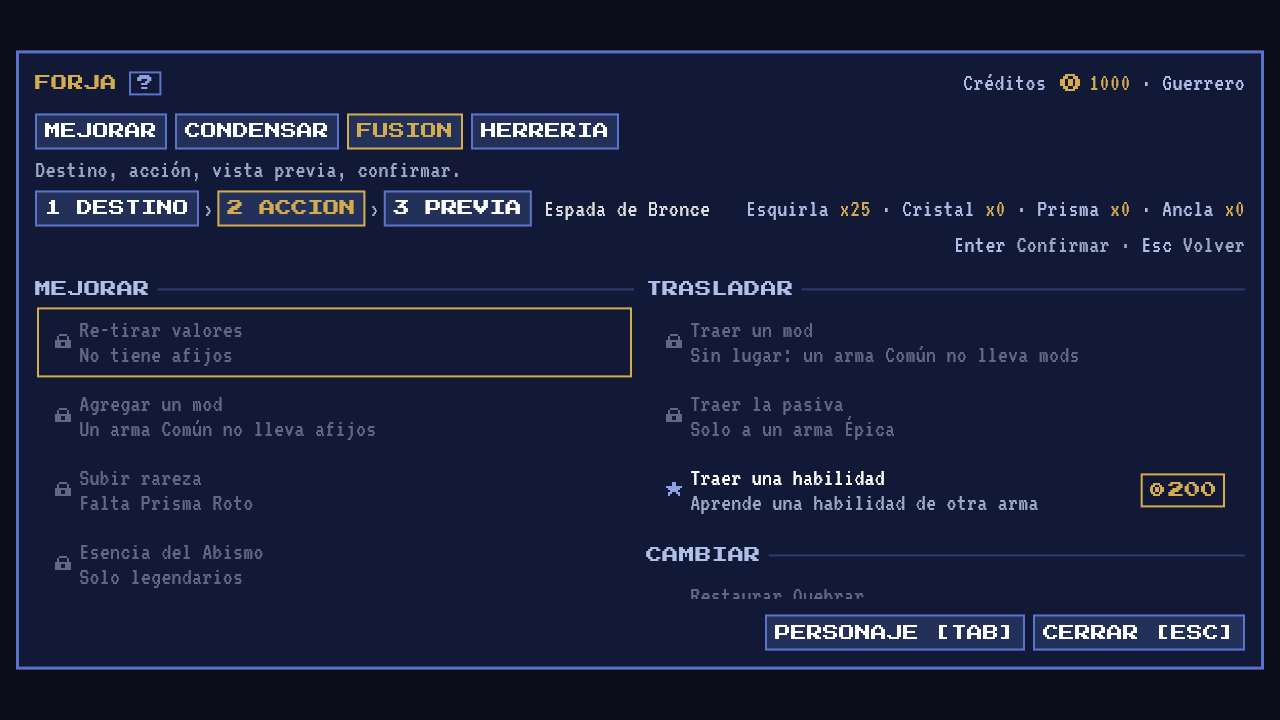 FORJA ?
Créditos 1000 · Guerrero
MEJORAR CONDENSAR FUSION HERRERIA
Destino, acción, vista previa, confirmar.
1 DESTINO › 2 ACCION › 3 PREVIA Espada de Bronce Esquirla x25 · Cristal x0 · Prisma x0 · Ancla x0
Enter Confirmar · Esc Volver
MEJORAR
Re-tirar valores
No tiene afijos
Agregar un mod
Un arma Común no lleva afijos
Subir rareza
Falta Prisma Roto
Esencia del Abismo
Solo legendarios
TRASLADAR
Traer un mod
Sin lugar: un arma Común no lleva mods
Traer la pasiva
Solo a un arma Épica
Traer una habilidad
Aprende una habilidad de otra arma
200
CAMBIAR
Restaurar Quebrar
PERSONAJE [TAB] CERRAR [ESC]